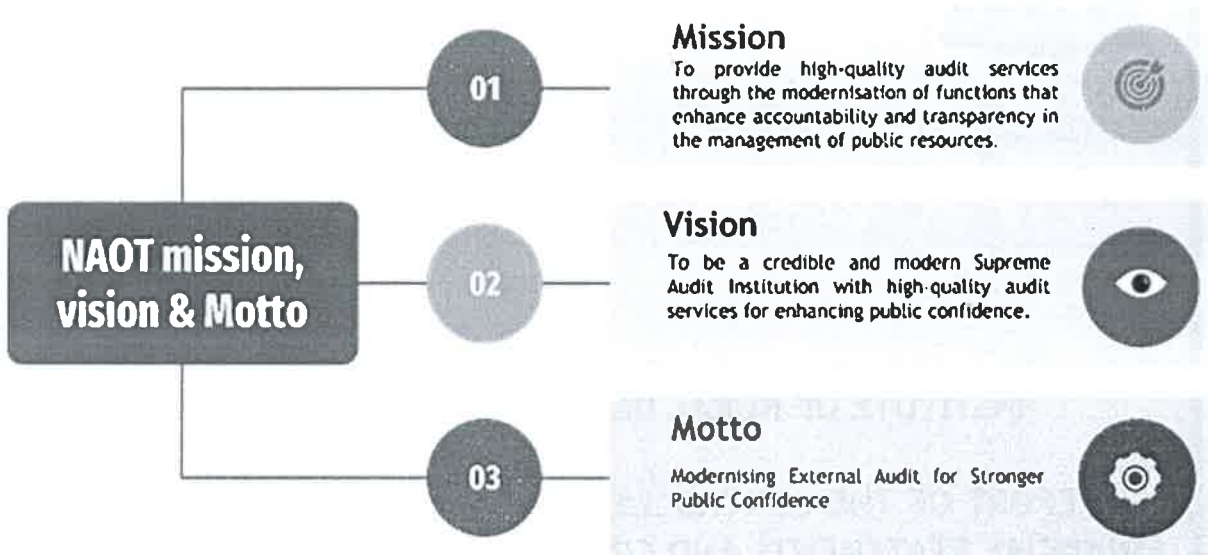 NAOT mission,
vision & Motto
01
Mission
To provide high-quality audit services
through the modernisation of functions that
enhance accountability and transparency in
the management of public resources.
02
Vision
To be a credible and modern Supreme
Audit Institution with high-quality audit
services for enhancing public confidence.
03
Motto
Modernising External Audit for Stronger
Public Confidence